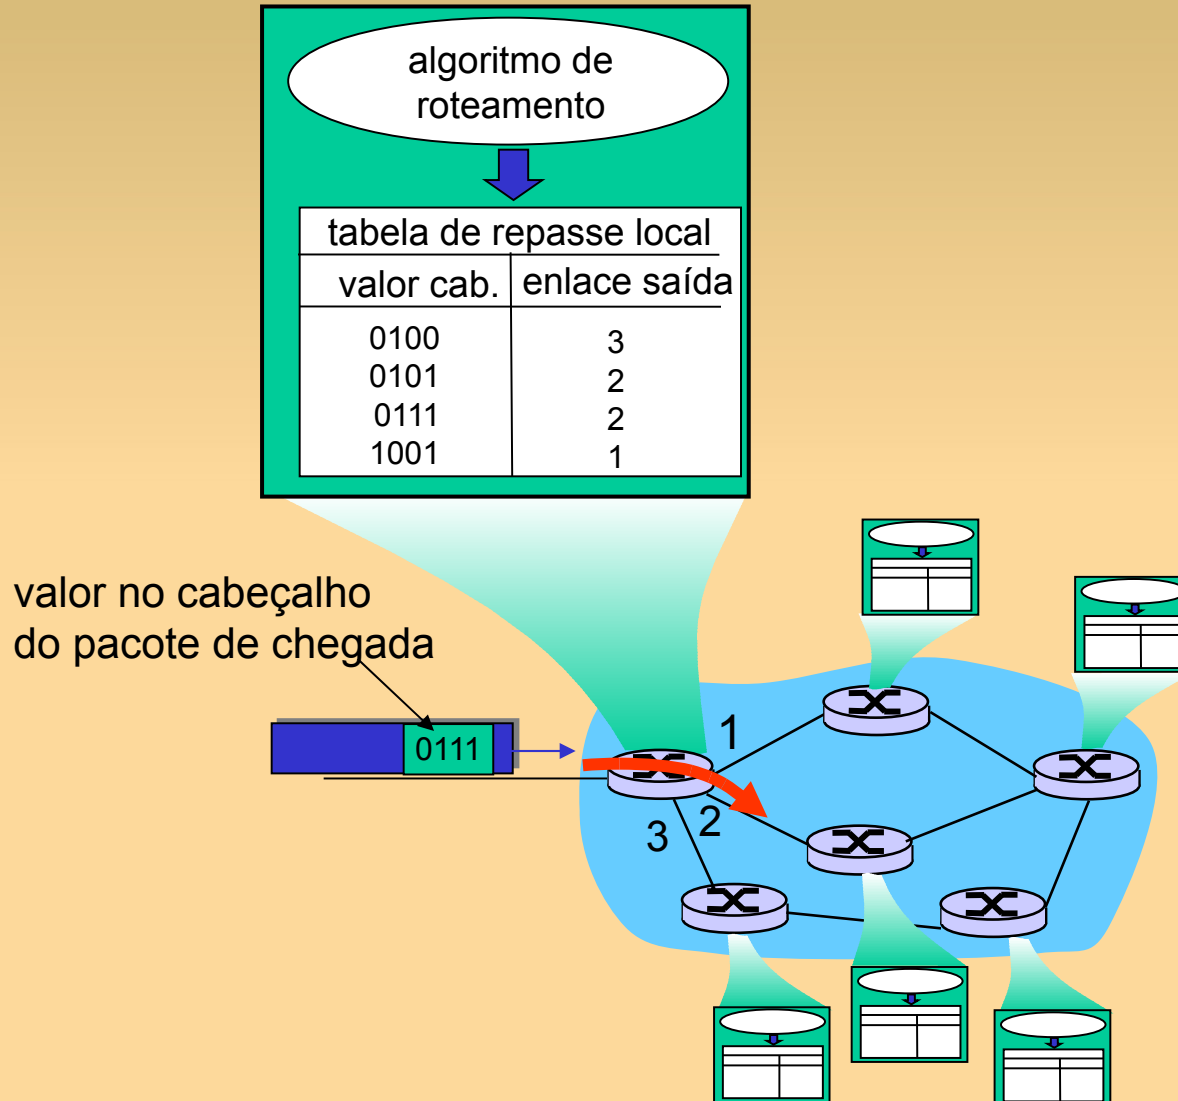 algoritmo de
roteamento
tabela de repasse local
valor cab. enlace saída
0100 3
0101 2
0111 2
1001 1
valor no cabeçalho
do pacote de chegada
0111
1
2
3